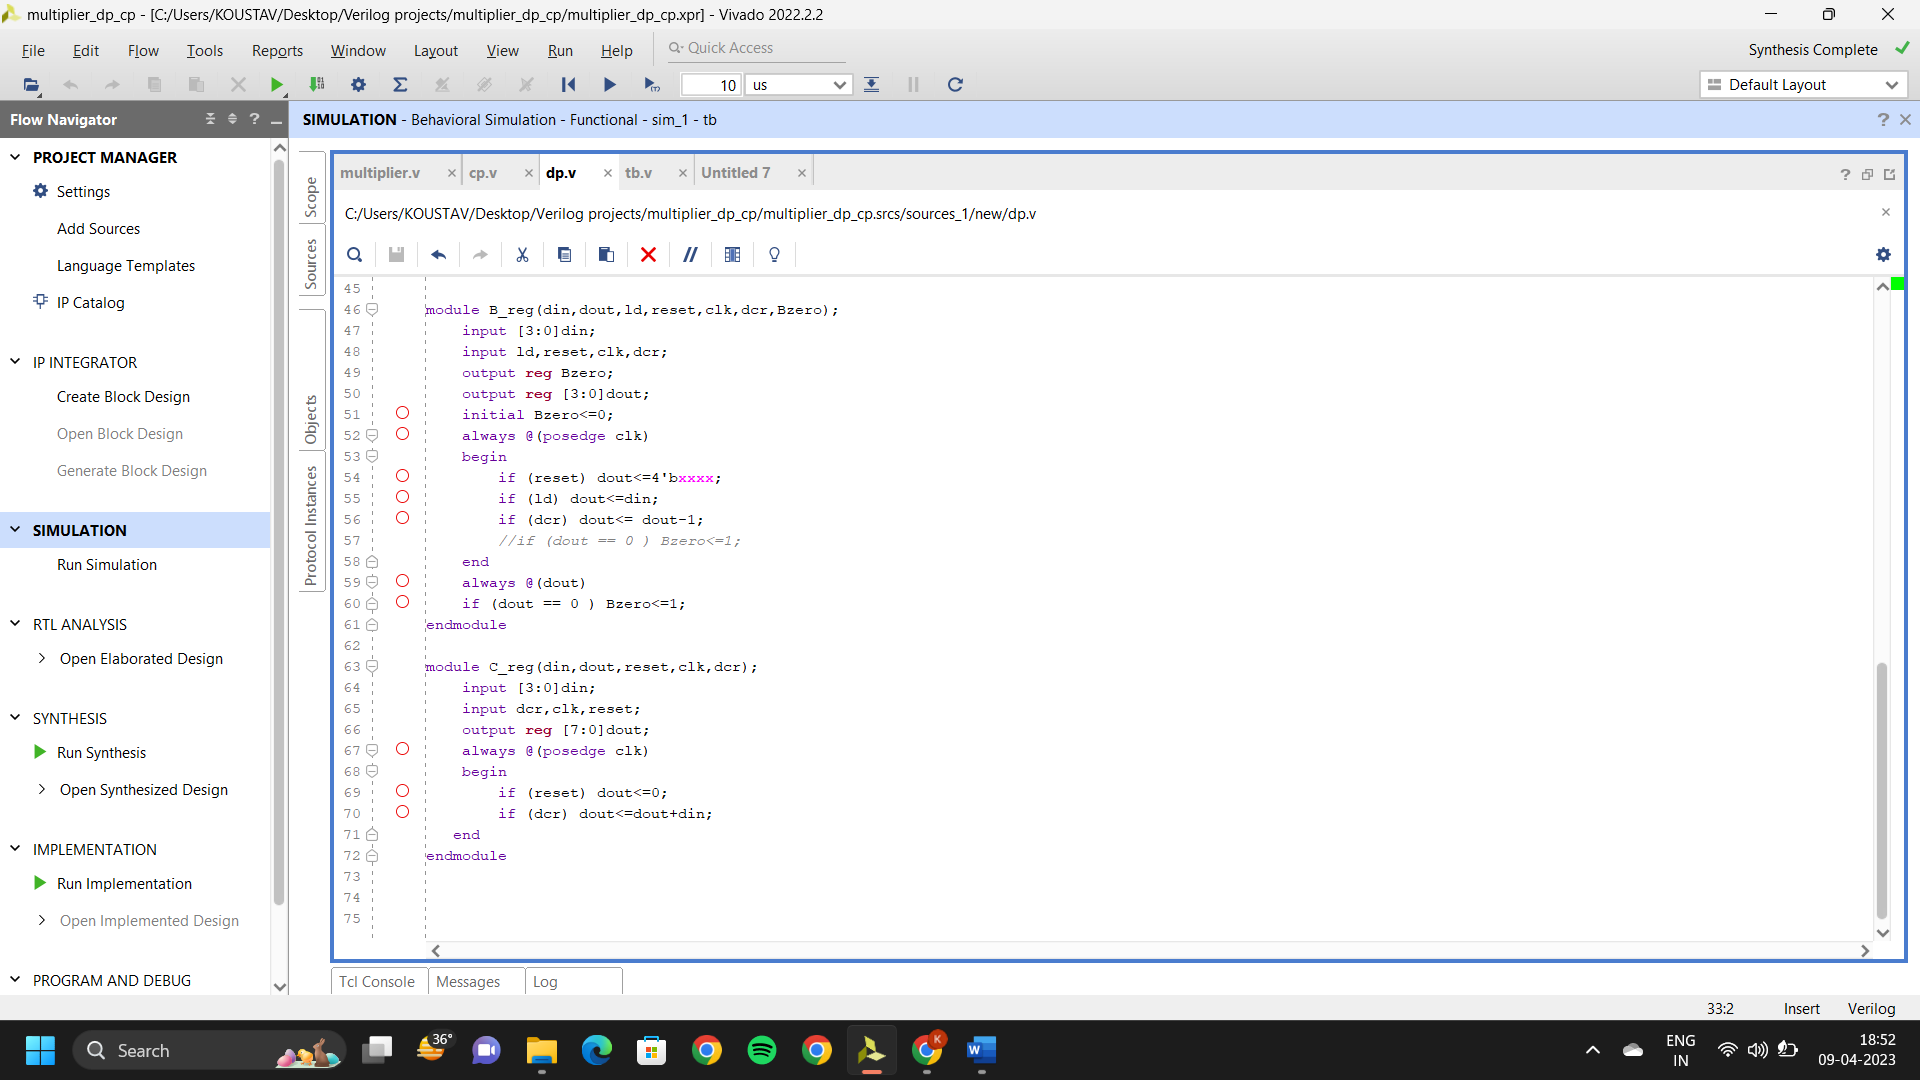 multiplier_dp_cp - [C:/Users/KOUSTAV/Desktop/Verilog projects/multiplier_dp_cp/multiplier_dp_cp.xpr] - Vivado 2022.2.2
File Edit Flow Tools Reports Window Layout View Run Help Quick Access
Synthesis Complete
10 us
Default Layout
Flow Navigator
SIMULATION - Behavioral Simulation - Functional - sim_1 - tb
PROJECT MANAGER
Settings
Add Sources
Language Templates
IP Catalog
IP INTEGRATOR
Create Block Design
Open Block Design
Generate Block Design
SIMULATION
Run Simulation
RTL ANALYSIS
Open Elaborated Design
SYNTHESIS
Run Synthesis
Open Synthesized Design
IMPLEMENTATION
Run Implementation
Open Implemented Design
PROGRAM AND DEBUG
Scope
Sources
Objects
Protocol Instances
multiplier.v cp.v dp.v tb.v Untitled 7
C:/Users/KOUSTAV/Desktop/Verilog projects/multiplier_dp_cp/multiplier_dp_cp.srcs/sources_1/new/dp.v
45
46 module B_reg(din,dout,ld,reset,clk,dcr,Bzero);
47 input [3:0]din;
48 input ld,reset,clk,dcr;
49 output reg Bzero;
50 output reg [3:0]dout;
51 initial Bzero<=0;
52 always @(posedge clk)
53 begin
54 if (reset) dout<=4'bxxxx;
55 if (ld) dout<=din;
56 if (dcr) dout<= dout-1;
57 //if (dout == 0 ) Bzero<=1;
58 end
59 always @(dout)
60 if (dout == 0 ) Bzero<=1;
61 endmodule
62
63 module C_reg(din,dout,reset,clk,dcr);
64 input [3:0]din;
65 input dcr,clk,reset;
66 output reg [7:0]dout;
67 always @(posedge clk)
68 begin
69 if (reset) dout<=0;
70 if (dcr) dout<=dout+din;
71 end
72 endmodule
73
74
75
Tcl Console Messages Log
33:2 Insert Verilog
Search
36°
K
ENG
IN
18:52
09-04-2023